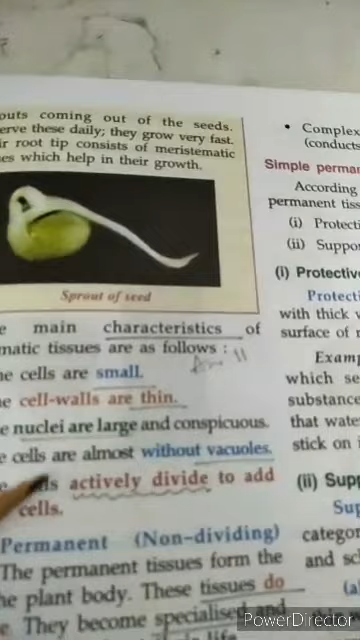 outs coming out of the seeds.
erve these daily; they grow very fast.
ir root tip consists of meristematic
es which help in their growth.
Sprout of seed
e main characteristics of
matic tissues are as follows :
he cells are small.
he cell-walls are thin.
e nuclei are large and conspicuous.
e cells are almost without vacuoles.
actively divide to add
cells.
Permanent (Non-dividing)
The permanent tissues form the
he plant body. These tissues do
They become specialised and
• Complex
(conducts
Simple perma
According
permanent tiss
(i) Protecti
(ii) Suppo
(i) Protective
Protecti
with thick v
surface of r
Examp
which se
substance
that wate
stick on i
(ii) Supp
Sup
categor
and scl
(a)
PowerDirector